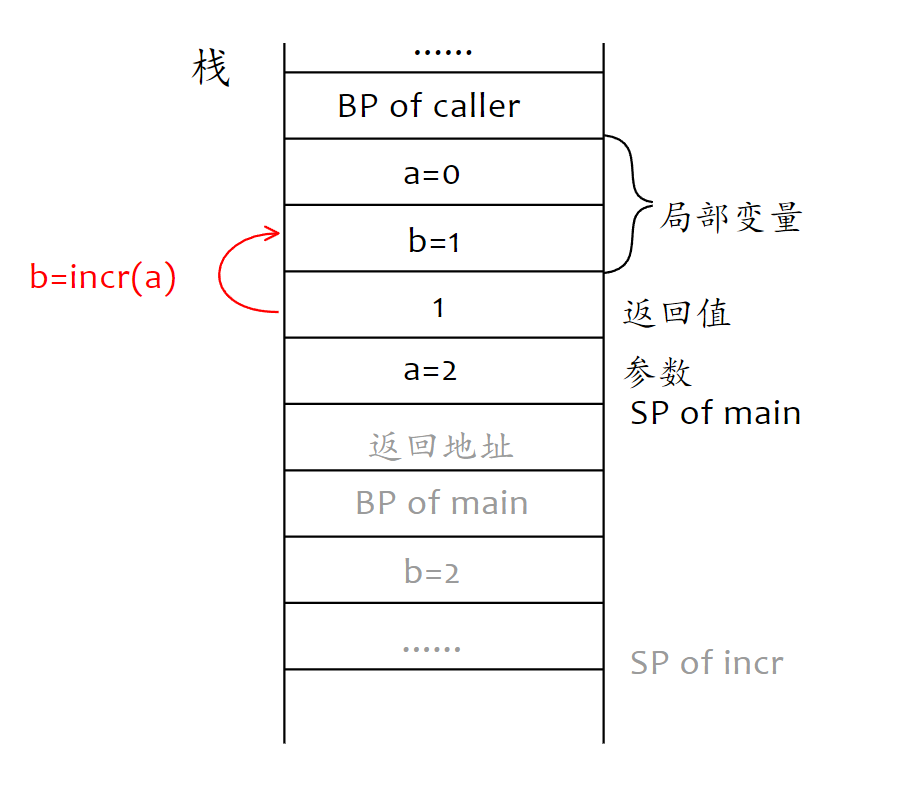 栈
......
BP of caller
a=0
b=1
局部变量
b=incr(a)
1
返回值
a=2
参数
SP of main
返回地址
BP of main
b=2
......
SP of incr